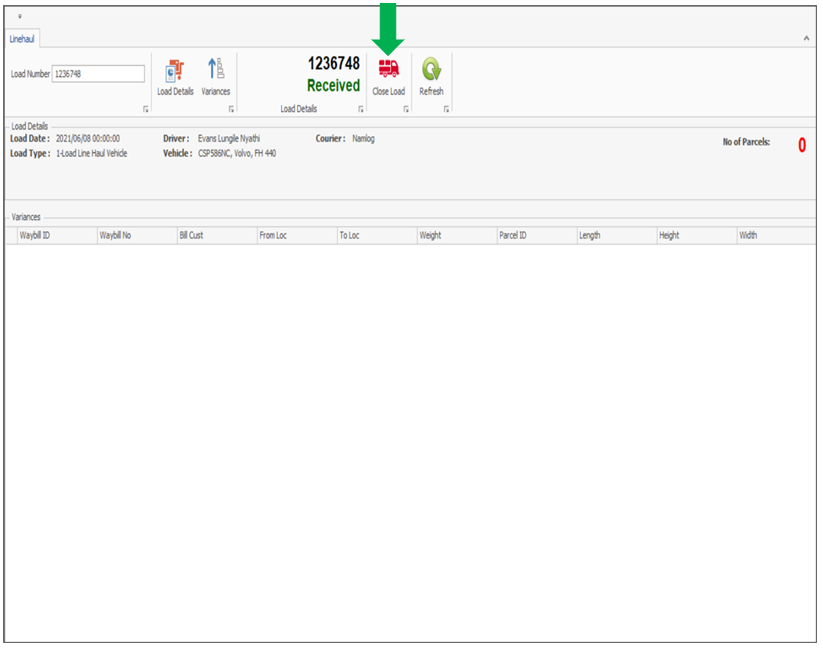 Linehaul
Load Number 1236748
Load Details
Variances
1236748
Received
Load Details
Close Load
Refresh
Load Details
Load Date : 2021/06/08 00:00:00 Driver : Evans Lungile Nyathi Courier : Namlog
Load Type : 1-Load Line Haul Vehicle Vehicle : CSP586NC, Volvo, FH 440
No of Parcels: 0
Variances
Waybill ID Waybill No Bill Cust From Loc To Loc Weight Parcel ID Length Height Width